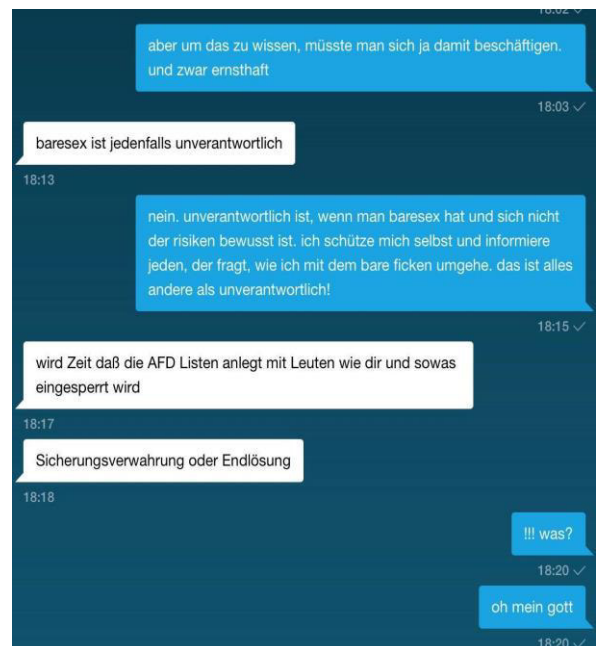 18:02 ✓
aber um das zu wissen, müsste man sich ja damit beschäftigen.
und zwar ernsthaft
18:03 ✓
baresex ist jedenfalls unverantwortlich
18:13
nein. unverantwortlich ist, wenn man baresex hat und sich nicht
der risiken bewusst ist. ich schütze mich selbst und informiere
jeden, der fragt, wie ich mit dem bare ficken umgehe. das ist alles
andere als unverantwortlich!
18:15 ✓
wird Zeit daß die AFD Listen anlegt mit Leuten wie dir und sowas
eingesperrt wird
18:17
Sicherungsverwahrung oder Endlösung
18:18
!!! was?
18:20 ✓
oh mein gott
18:20 ✓